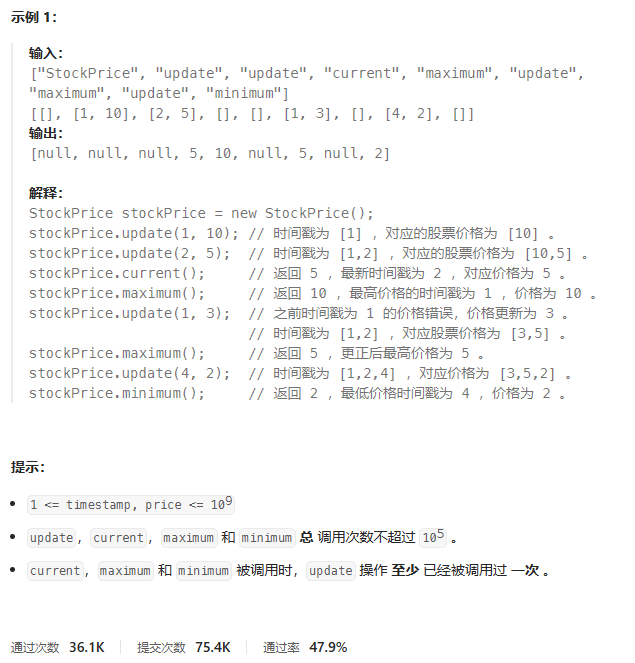 示例 1：
输入：
["StockPrice", "update", "update", "current", "maximum", "update",
"maximum", "update", "minimum"]
[[], [1, 10], [2, 5], [], [], [1, 3], [], [4, 2], []]
输出：
[null, null, null, 5, 10, null, 5, null, 2]
解释：
StockPrice stockPrice = new StockPrice();
stockPrice.update(1, 10); // 时间戳为 [1] ，对应的股票价格为 [10] 。
stockPrice.update(2, 5);  // 时间戳为 [1,2] ，对应的股票价格为 [10,5] 。
stockPrice.current();     // 返回 5 ，最新时间戳为 2 ，对应价格为 5 。
stockPrice.maximum();     // 返回 10 ，最高价格的时间戳为 1 ，价格为 10 。
stockPrice.update(1, 3);  // 之前时间戳为 1 的价格错误，价格更新为 3 。
                          // 时间戳为 [1,2] ，对应股票价格为 [3,5] 。
stockPrice.maximum();     // 返回 5 ，更正后最高价格为 5 。
stockPrice.update(4, 2);  // 时间戳为 [1,2,4] ，对应价格为 [3,5,2] 。
stockPrice.minimum();     // 返回 2 ，最低价格时间戳为 4 ，价格为 2 。
提示：
• 1 <= timestamp, price <= 10⁹
• update, current, maximum 和 minimum 总 调用次数不超过 10⁵ 。
• current, maximum 和 minimum 被调用时，update 操作 至少 已经被调用过 一次 。
通过次数 36.1K 提交次数 75.4K 通过率 47.9%